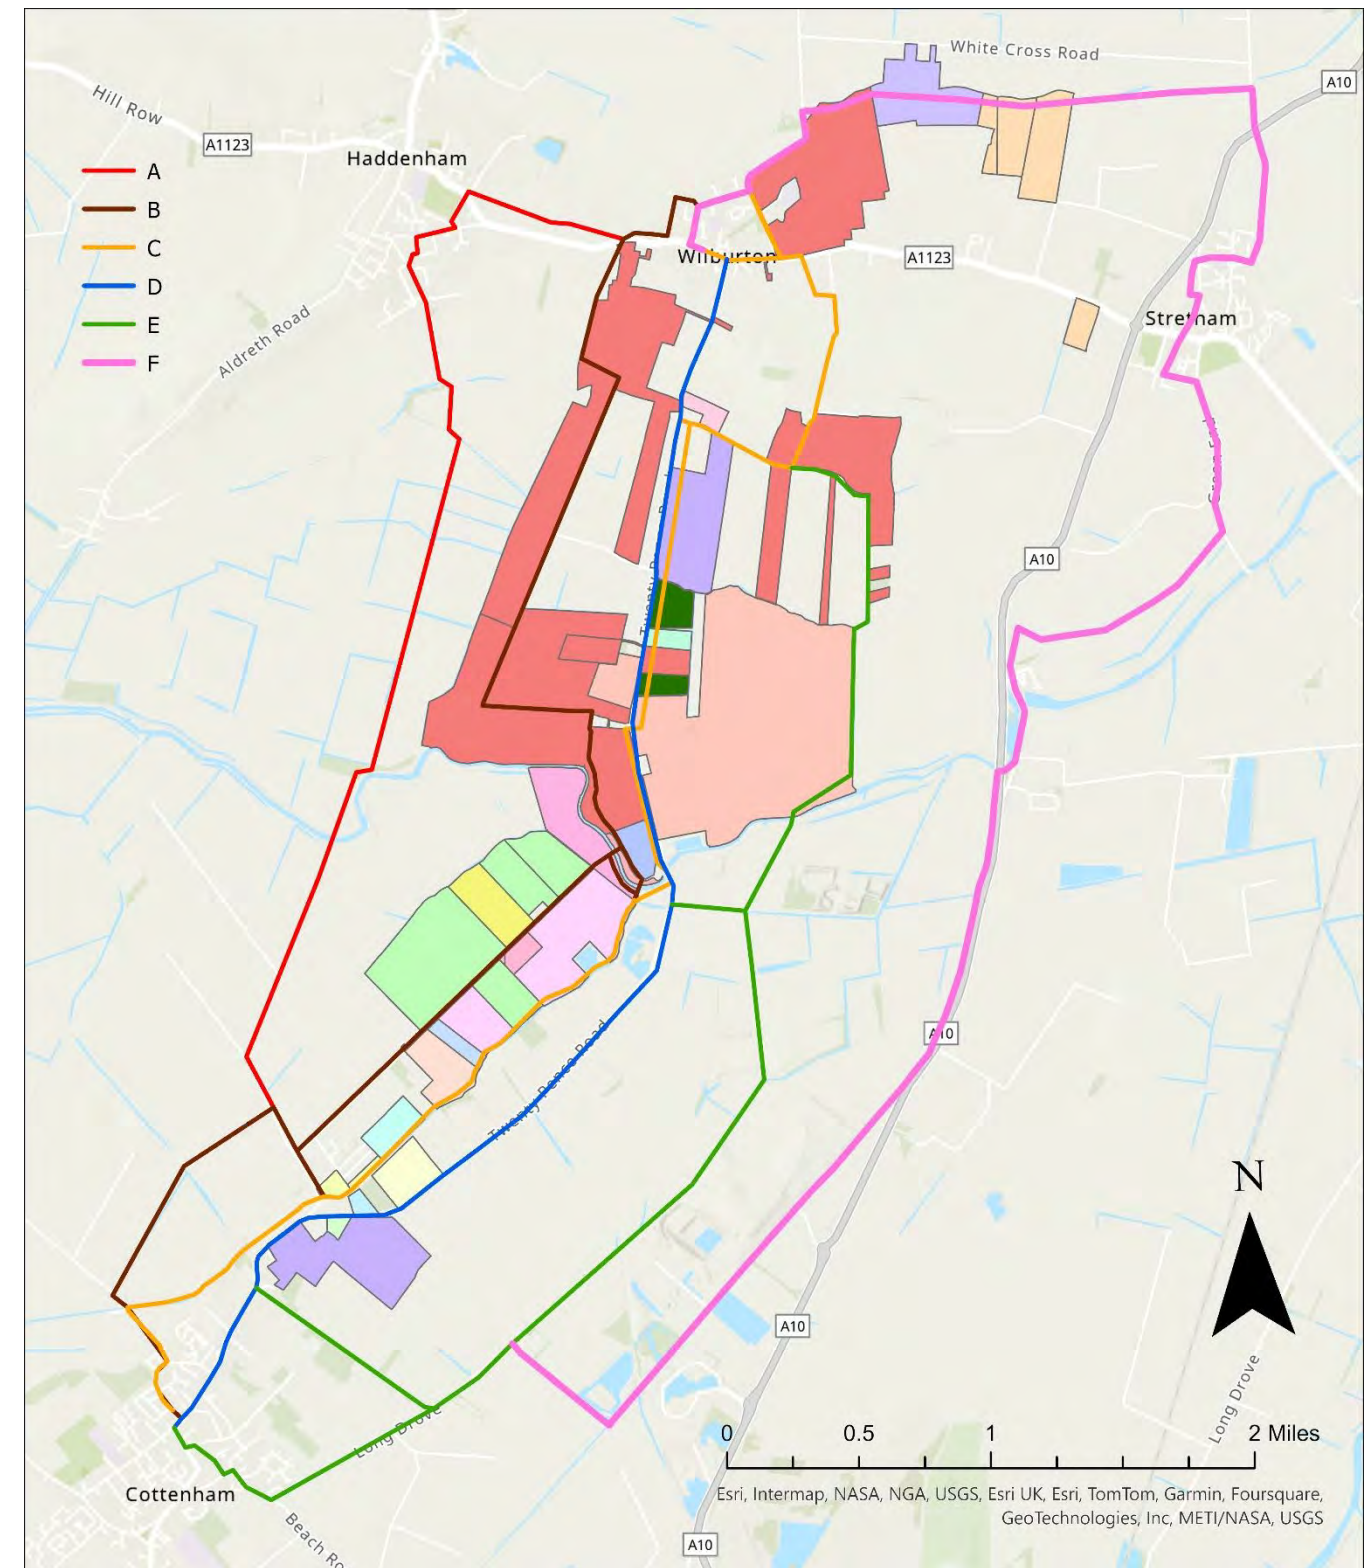 White Cross Road
A10
Hill Row
A1123
Haddenham
A
B
C
D
E
F
Wilburton
A1123
Aldreth Road
Stretham
A10
A10
Twenty Pence Road
A10
N
Long Drove
Long Drove
Cottenham
Beach Ro
0 0.5 1 2 Miles
Esri, Intermap, NASA, NGA, USGS, Esri UK, Esri, TomTom, Garmin, Foursquare,
GeoTechnologies, Inc, METI/NASA, USGS
A10